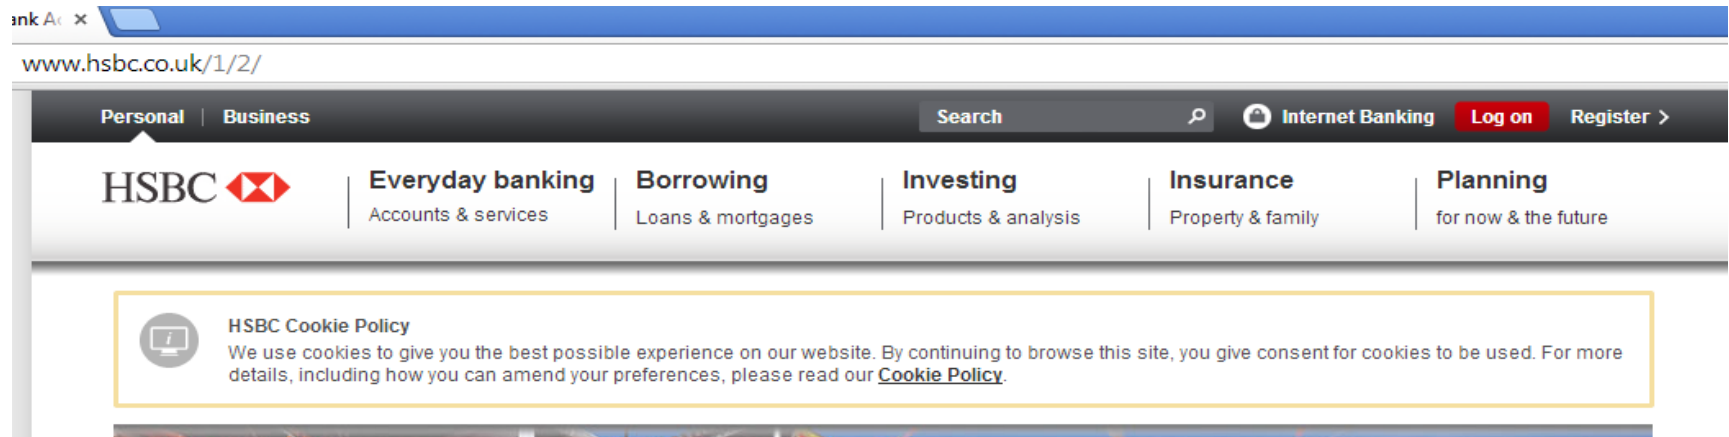 ank Ac
www.hsbc.co.uk/1/2/
Personal | Business Search Internet Banking Log on Register >
HSBC
Everyday banking Borrowing Investing Insurance Planning
Accounts & services Loans & mortgages Products & analysis Property & family for now & the future
HSBC Cookie Policy
We use cookies to give you the best possible experience on our website. By continuing to browse this site, you give consent for cookies to be used. For more
details, including how you can amend your preferences, please read our Cookie Policy.